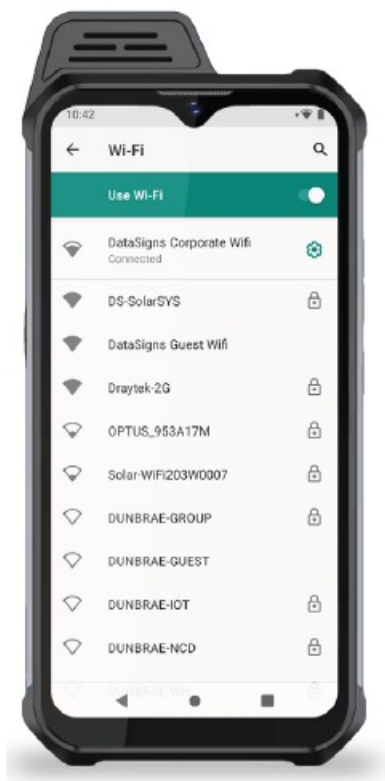 10:42
Wi-Fi
Use Wi-Fi
DataSigns Corporate Wifi
Connected
DS-SolarSYS
DataSigns Guest Wifi
Draytek-2G
OPTUS_953A17M
Solar-WiFi203W0007
DUNBRAE-GROUP
DUNBRAE-GUEST
DUNBRAE-IOT
DUNBRAE-NCD